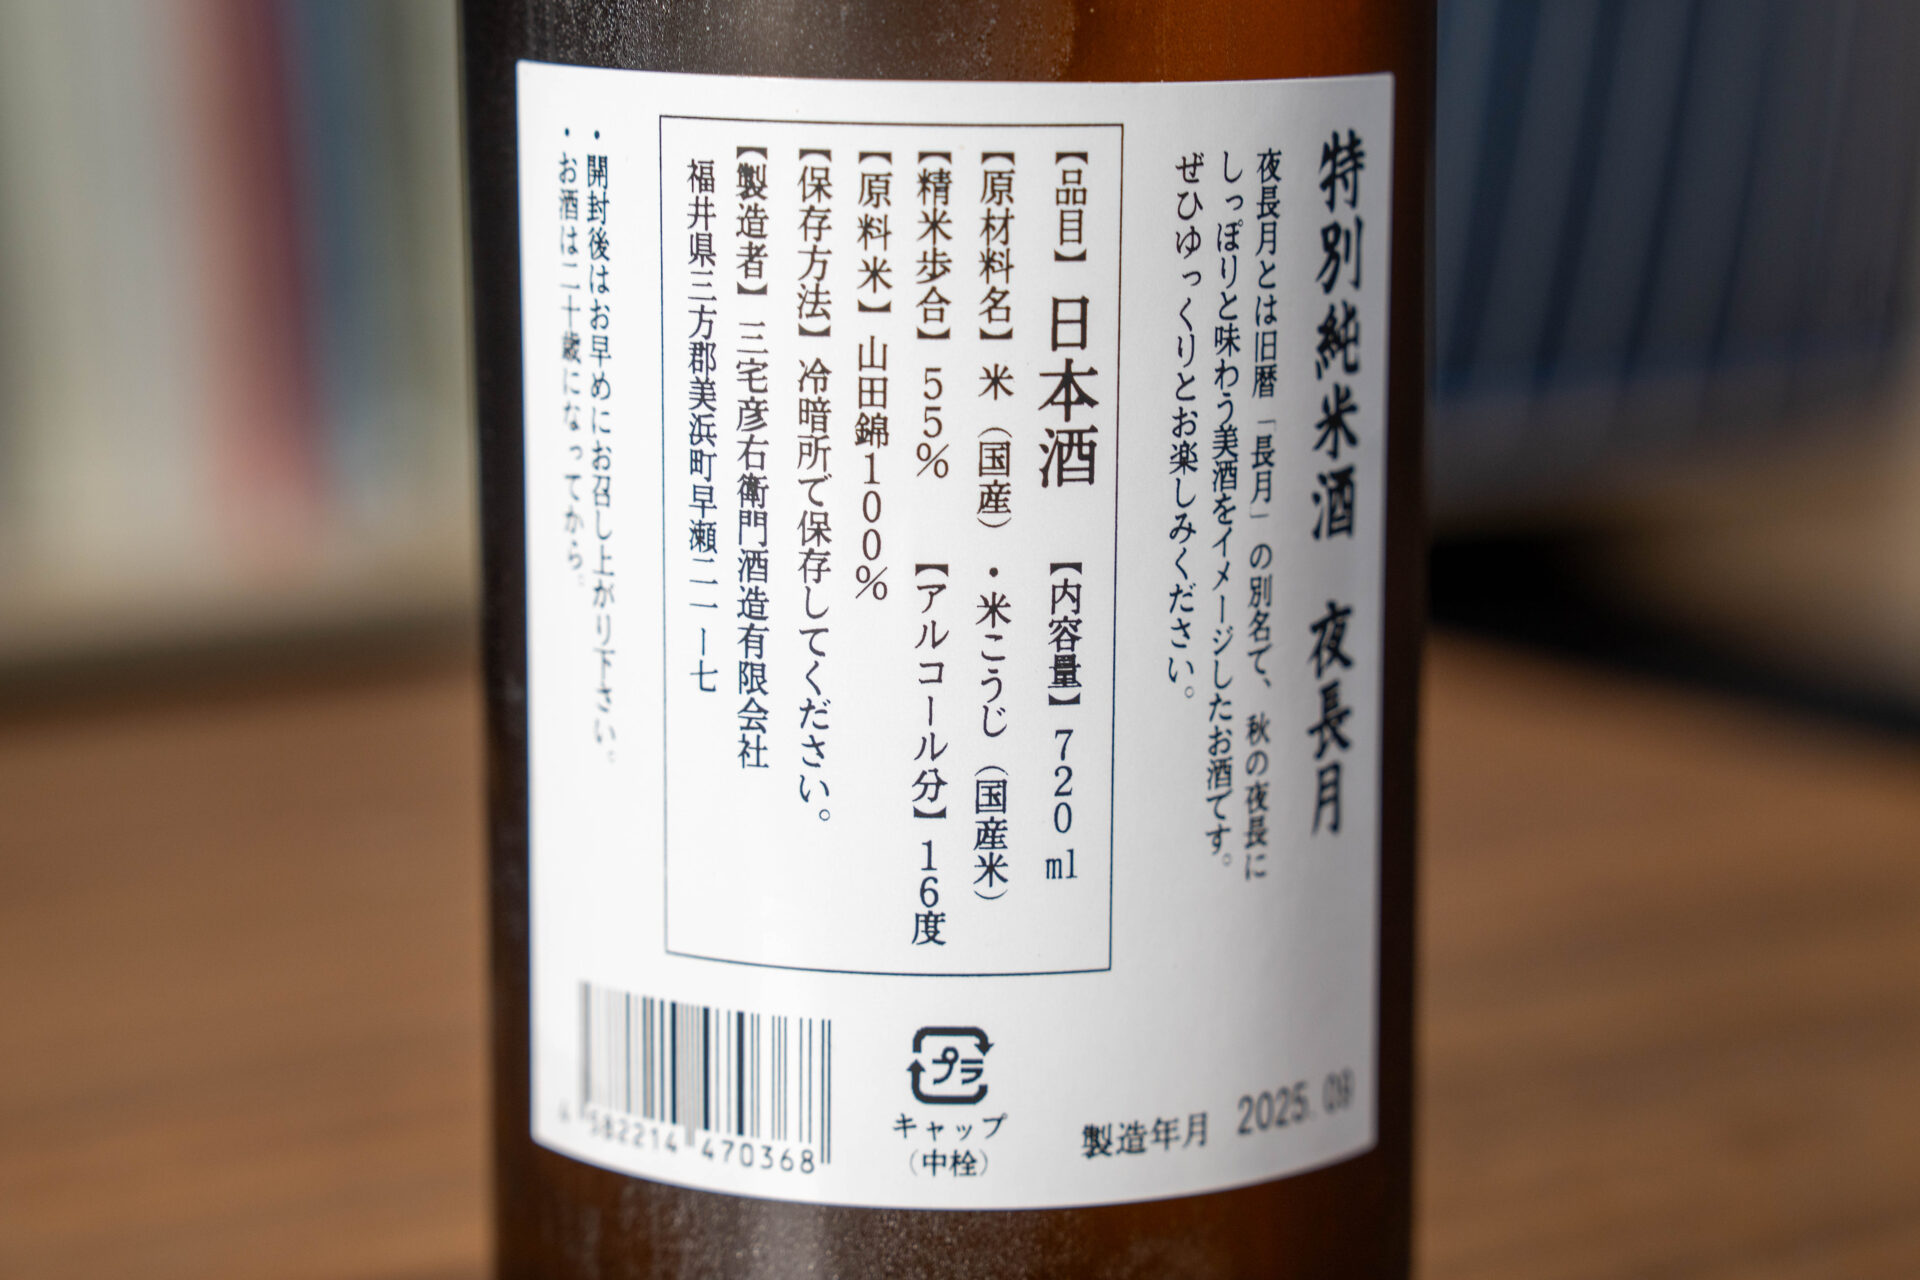 特別純米酒　夜長月
夜長月とは旧暦「長月」の別名で、秋の夜長に
しっぽりと味わう美酒をイメージしたお酒です。
ぜひゆっくりとお楽しみください。
【品目】日本酒　【内容量】720ml
【原材料名】米（国産）・米こうじ（国産米）
【精米歩合】55%　【アルコール分】16度
【原料米】山田錦100%
【保存方法】冷暗所で保存してください。
【製造者】三宅彦右衛門酒造有限会社
福井県三方郡美浜町早瀬二一ー七
・開封後はお早めにお召し上がり下さい。
・お酒は二十歳になってから。
4 582214 470368
プラ
キャップ
（中栓）
製造年月 2025.09